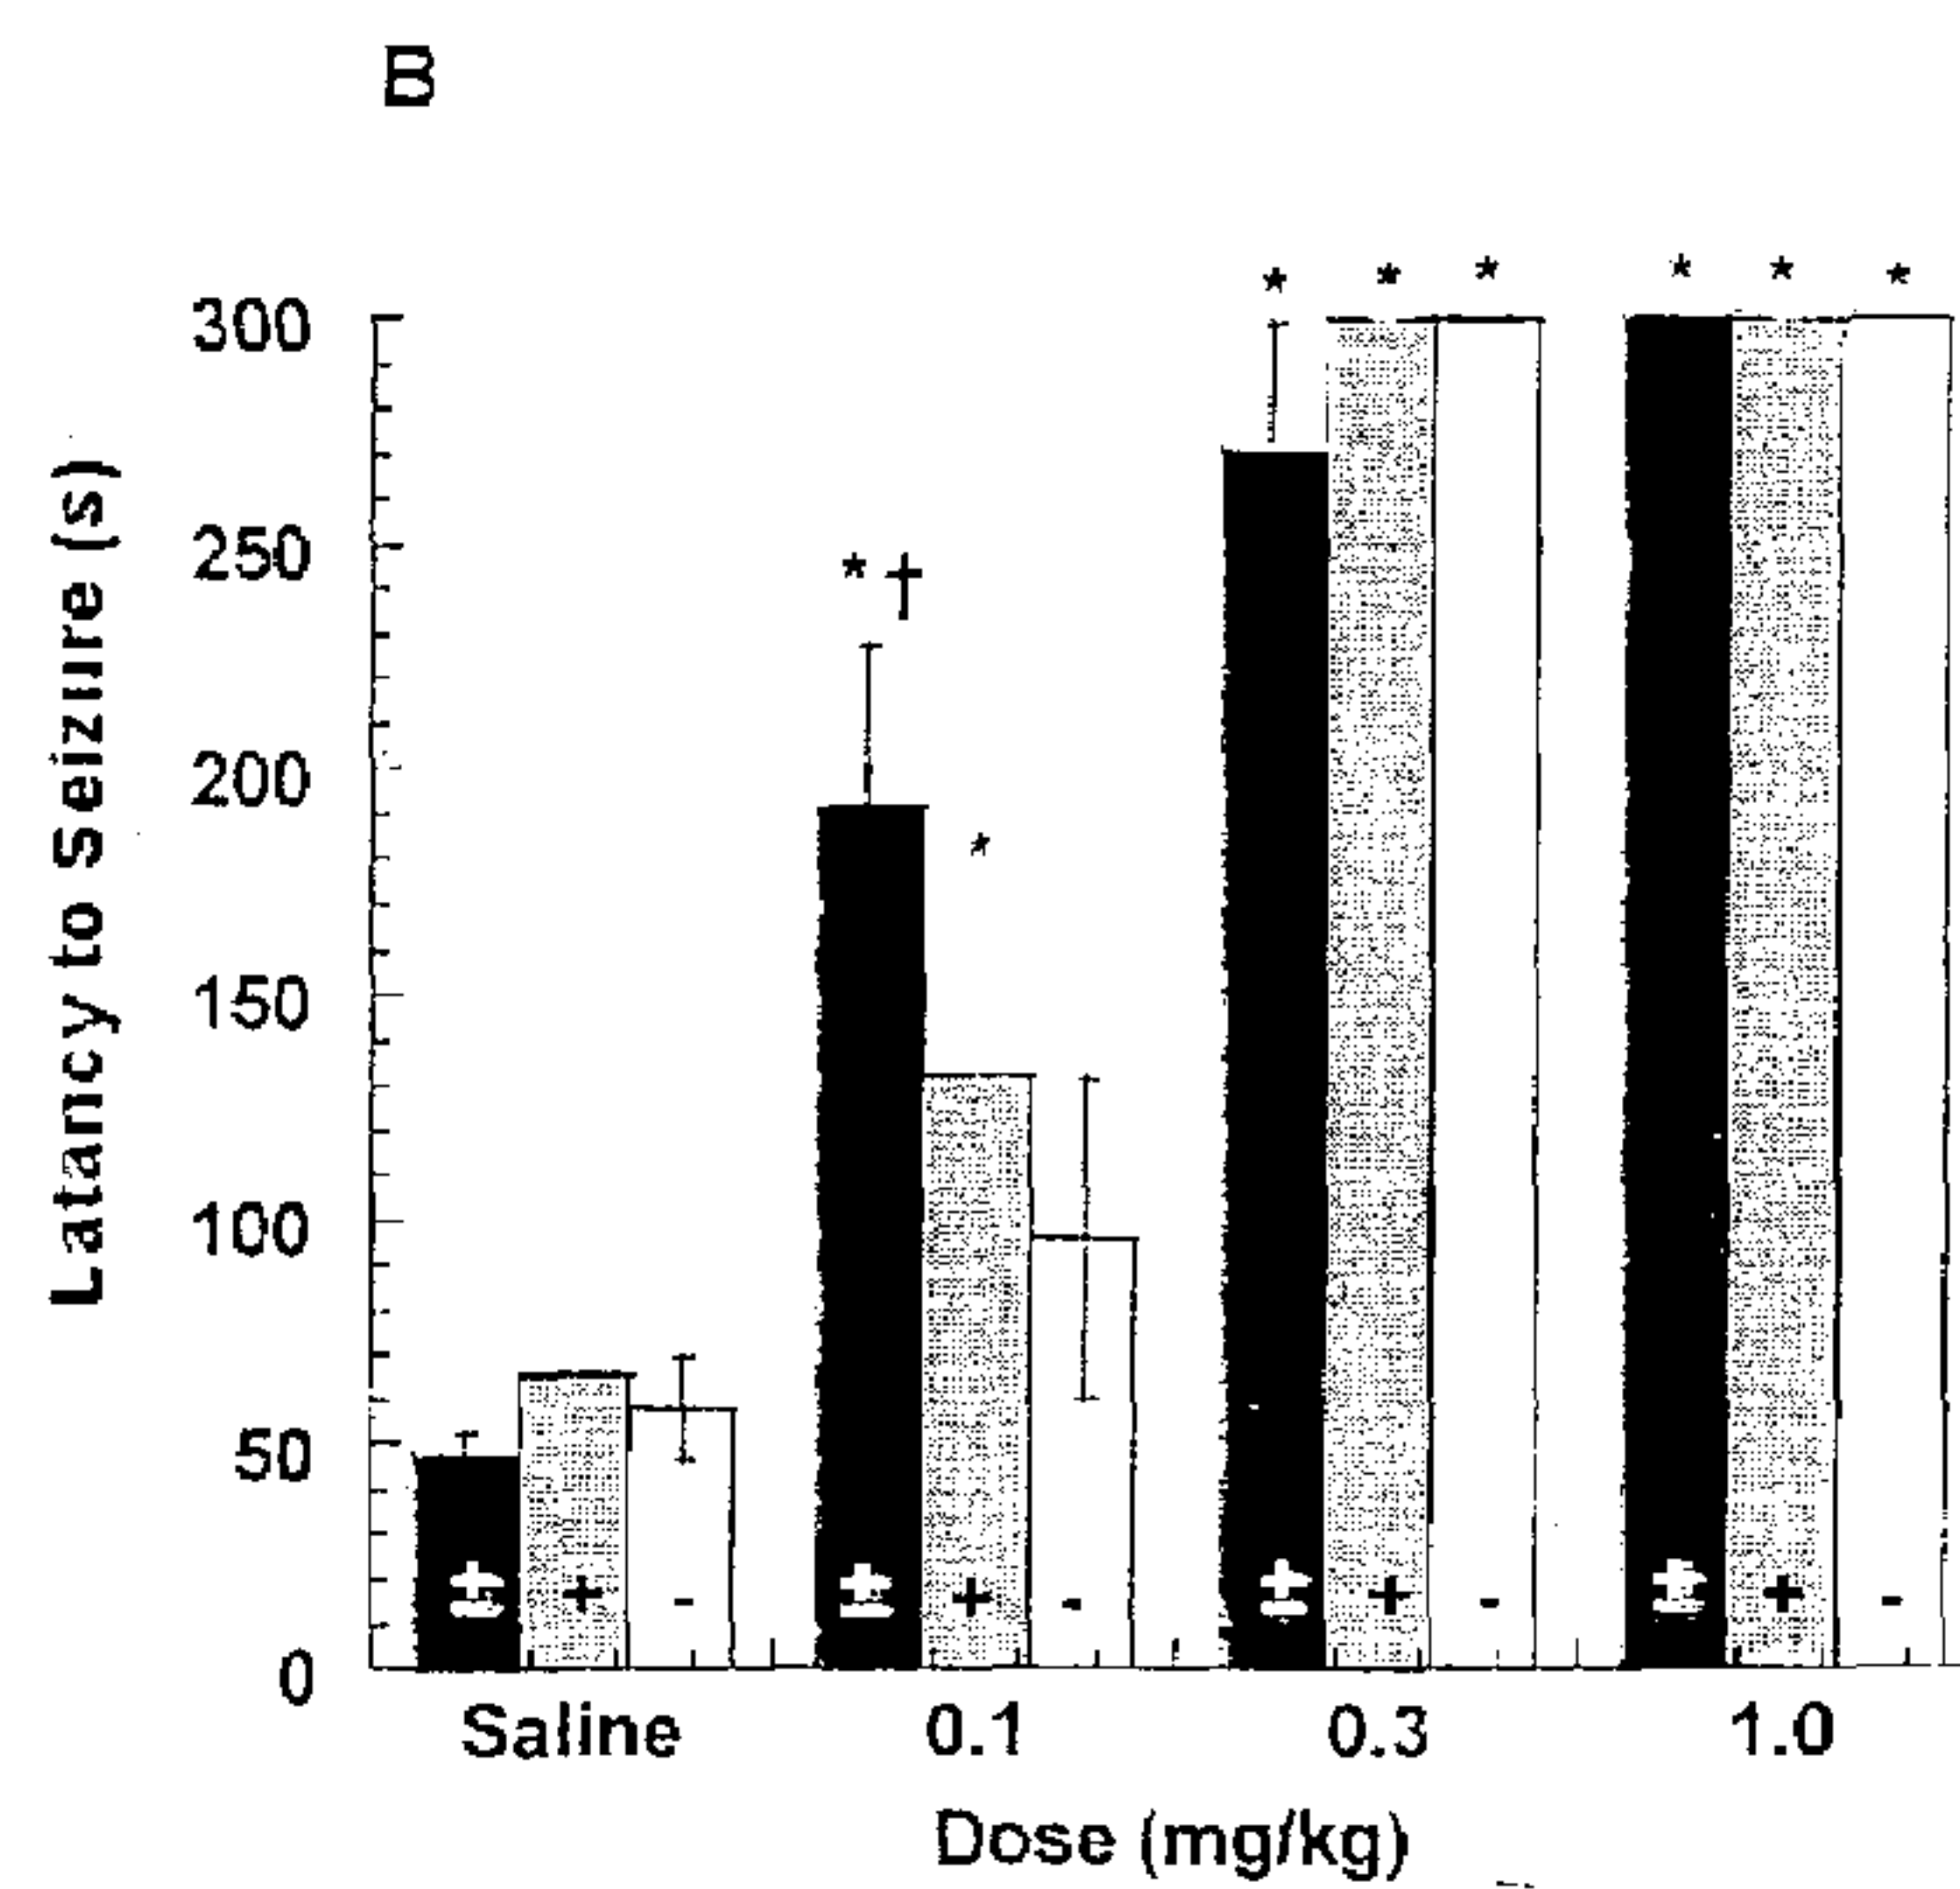 B
* * * * * *
300
250
* †
200
*
150
100
50
0
± + - ± + - ± + - ± + -
Saline 0.1 0.3 1.0
Dose (mg/kg)
Latancy to Seizure (s)